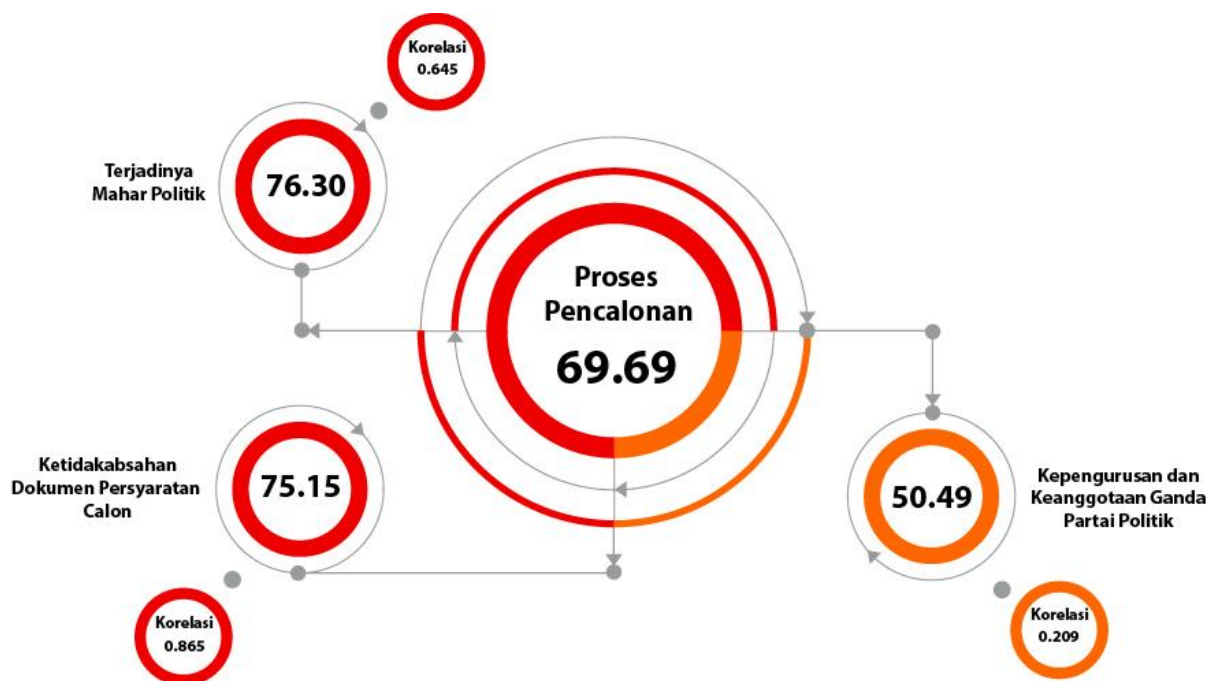 Korelasi
0.645
Terjadinya
Mahar Politik
76.30
Proses
Pencalonan
69.69
Ketidakabsahan
Dokumen Persyaratan
Calon
75.15
Korelasi
0.865
50.49
Kepengurusan dan
Keanggotaan Ganda
Partai Politik
Korelasi
0.209